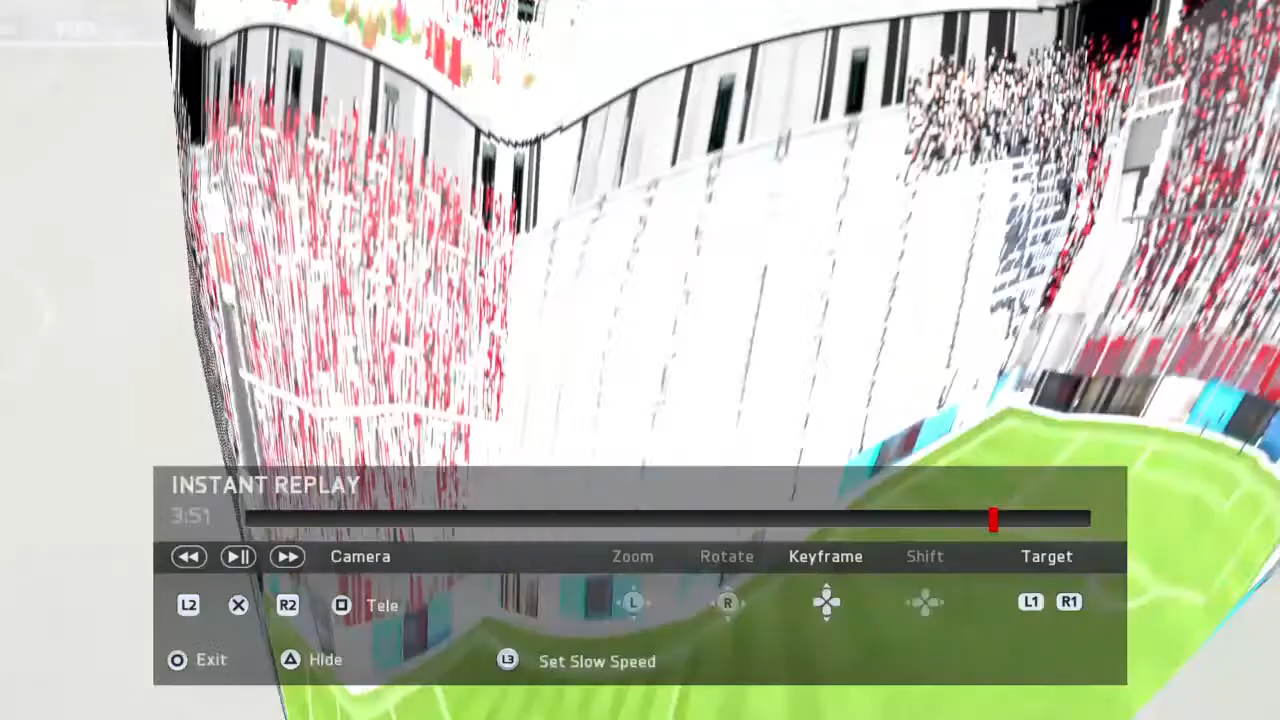 INSTANT REPLAY
3:51
Camera Zoom Rotate Keyframe Shift Target
L2 R2 Tele L R L1 R1
Exit Hide L3 Set Slow Speed